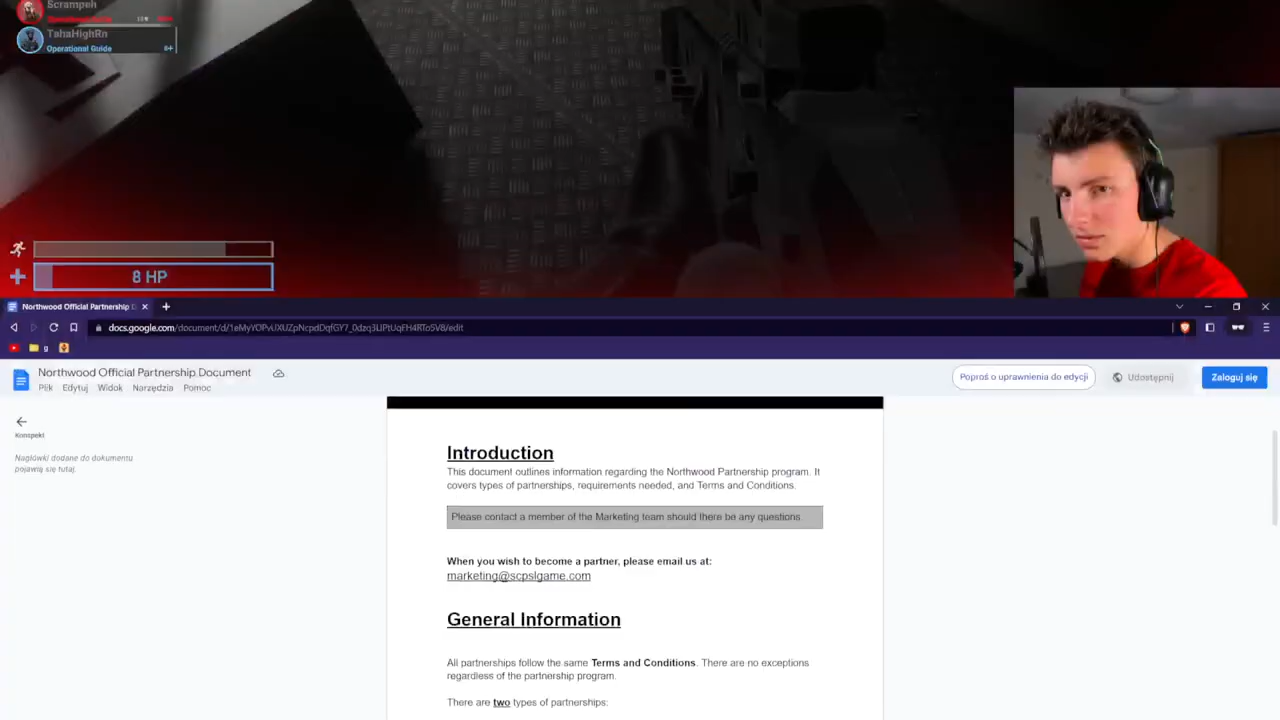 Scrampeh
TahaHighRn
Operational Guide
8 HP
Northwood Official Partnership D
docs.google.com/document/d/1eMyYOPvUXUZpNcpdDqfGY7_0dzq3LIPtUqFH4RToSV8/edit
g
Northwood Official Partnership Document
Plik Edytuj Widok Narzędzia Pomoc
Poproś o uprawnienia do edycji
Udostępnij
Zaloguj się
Konspekt
Nagłówki dodane do dokumentu
pojawią się tutaj.
Introduction
This document outlines information regarding the Northwood Partnership program. It
covers types of partnerships, requirements needed, and Terms and Conditions.
Please contact a member of the Marketing team should there be any questions.
When you wish to become a partner, please email us at:
marketing@scpslgame.com
General Information
All partnerships follow the same Terms and Conditions. There are no exceptions
regardless of the partnership program.
There are two types of partnerships: